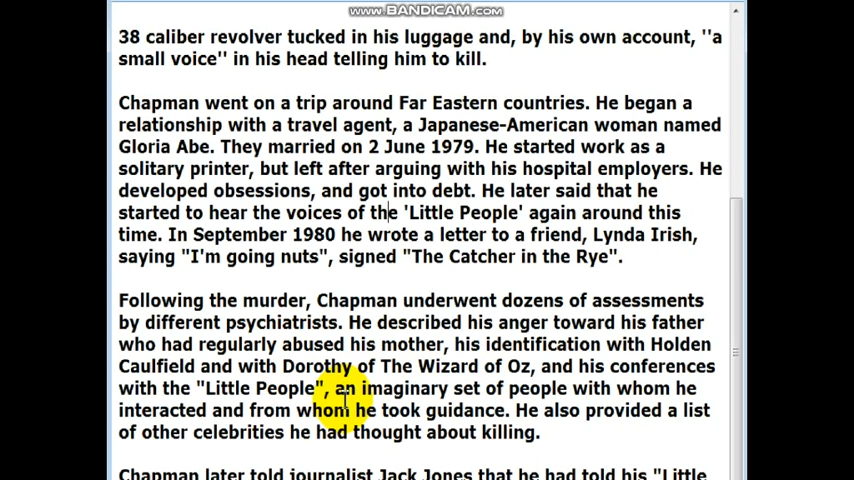 www.BANDICAM.com
38 caliber revolver tucked in his luggage and, by his own account, ''a
small voice'' in his head telling him to kill.
Chapman went on a trip around Far Eastern countries. He began a
relationship with a travel agent, a Japanese-American woman named
Gloria Abe. They married on 2 June 1979. He started work as a
solitary printer, but left after arguing with his hospital employers. He
developed obsessions, and got into debt. He later said that he
started to hear the voices of the 'Little People' again around this
time. In September 1980 he wrote a letter to a friend, Lynda Irish,
saying "I'm going nuts", signed "The Catcher in the Rye".
Following the murder, Chapman underwent dozens of assessments
by different psychiatrists. He described his anger toward his father
who had regularly abused his mother, his identification with Holden
Caulfield and with Dorothy of The Wizard of Oz, and his conferences
with the "Little People", an imaginary set of people with whom he
interacted and from whom he took guidance. He also provided a list
of other celebrities he had thought about killing.
Chapman later told journalist Jack Jones that he had told his "Little